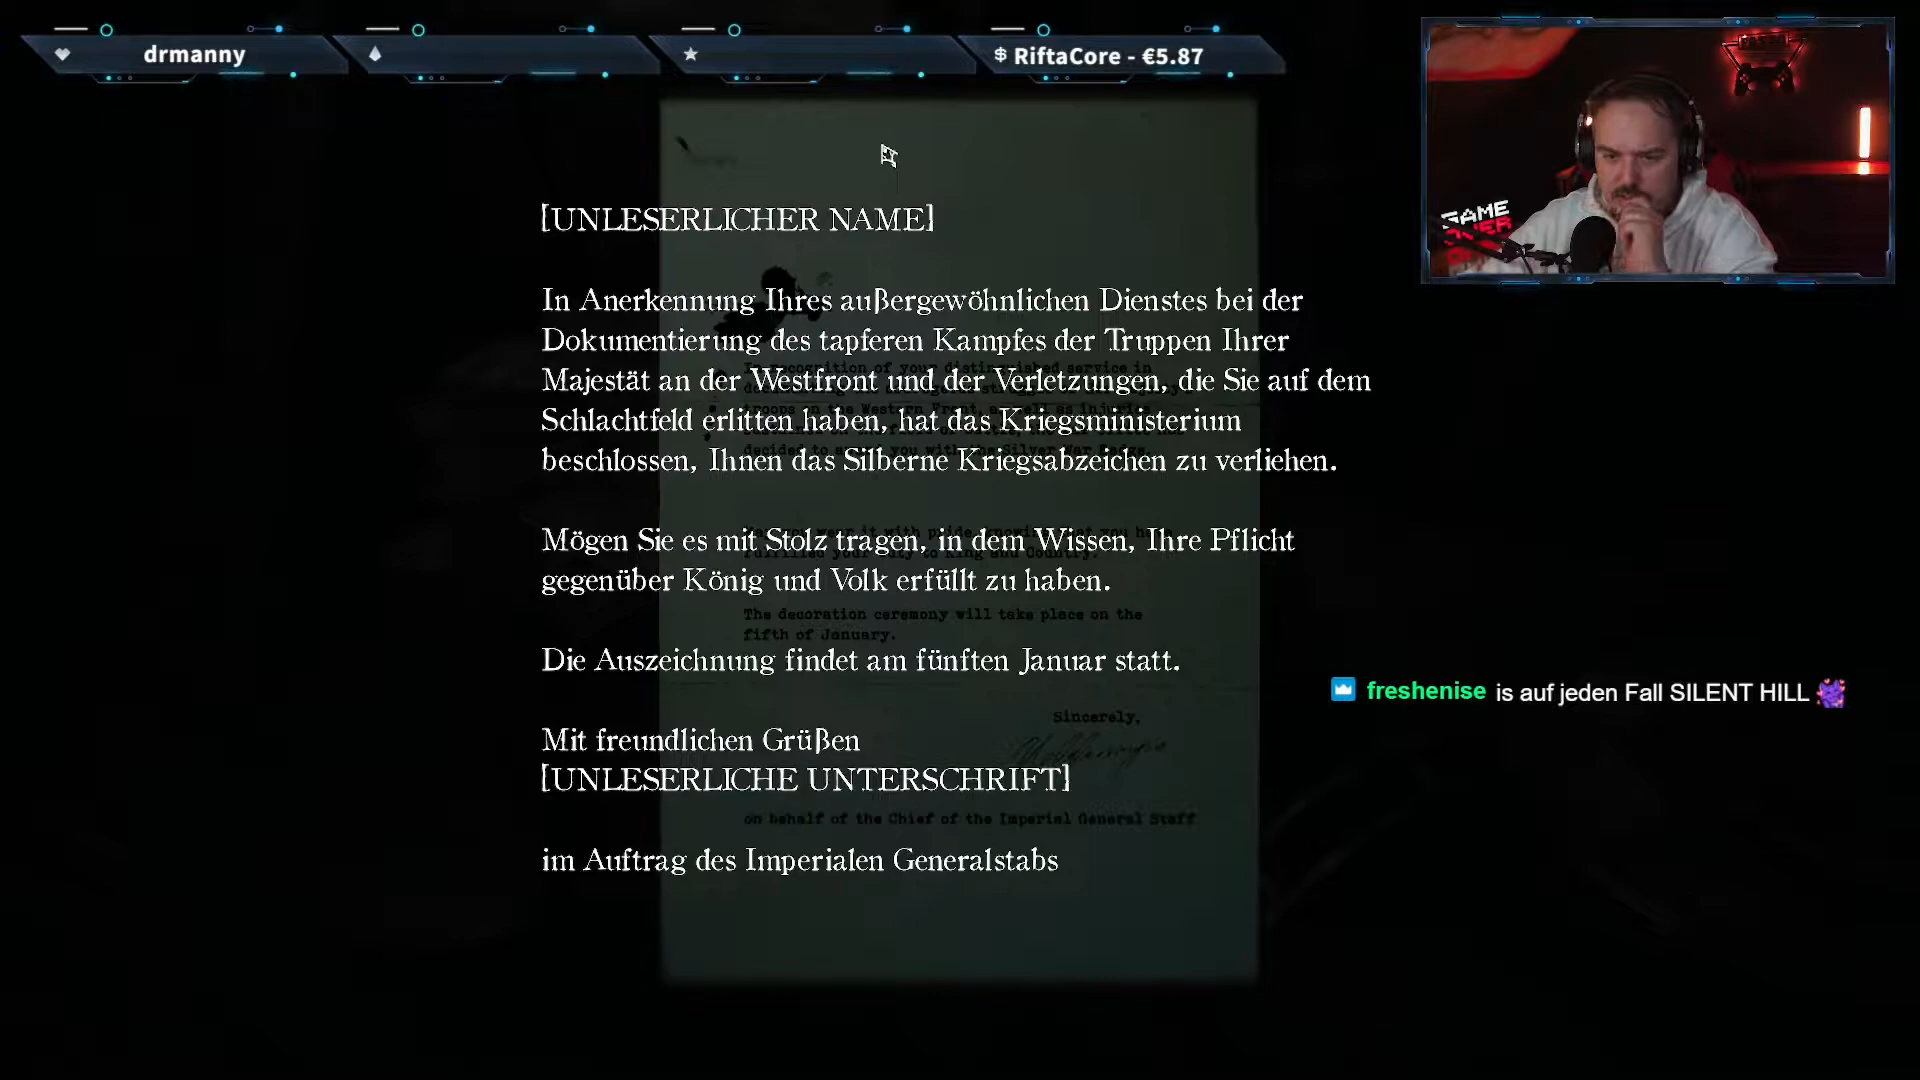 drmanny
$ RiftaCore - €5.87
GAME
OVER
[UNLESERLICHER NAME]
In Anerkennung Ihres außergewöhnlichen Dienstes bei der
Dokumentierung des tapferen Kampfes der Truppen Ihrer
Majestät an der Westfront und der Verletzungen, die Sie auf dem
Schlachtfeld erlitten haben, hat das Kriegsministerium
beschlossen, Ihnen das Silberne Kriegsabzeichen zu verleihen.
Mögen Sie es mit Stolz tragen, in dem Wissen, Ihre Pflicht
gegenüber König und Volk erfüllt zu haben.
The decoration ceremony will take place on the
fifth of January.
Die Auszeichnung findet am fünften Januar statt.
freshenise is auf jeden Fall SILENT HILL
Sincerely,
Mit freundlichen Grüßen
[UNLESERLICHE UNTERSCHRIFT]
on behalf of the Chief of the Imperial General Staff
im Auftrag des Imperialen Generalstabs